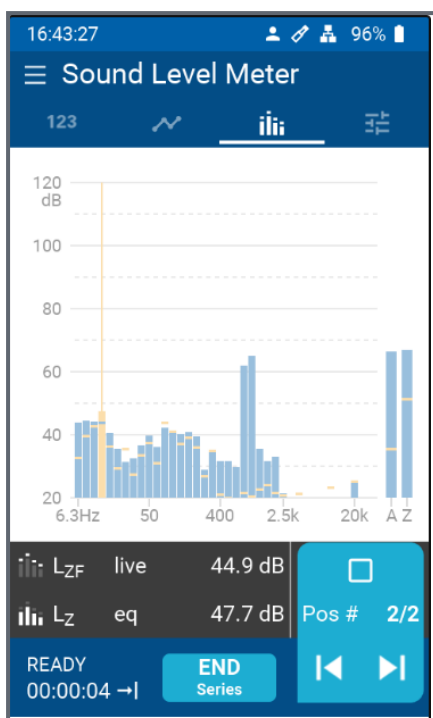 16:43:27 96%
Sound Level Meter
123
120
dB
100
80
60
40
20
6.3Hz 50 400 2.5k 20k A Z
LZF live 44.9 dB
LZ eq 47.7 dB
Pos # 2/2
READY
00:00:04
END
Series